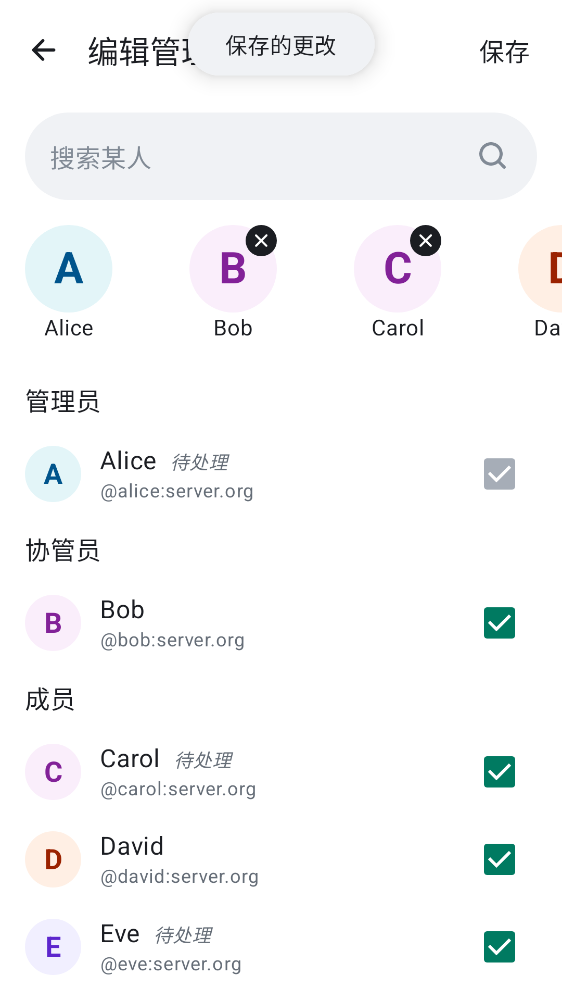 编辑管理
保存的更改
保存
搜索某人
A
B
C
D
Alice
Bob
Carol
Da
管理员
A
Alice 待处理
@alice:server.org
协管员
B
Bob
@bob:server.org
成员
C
Carol 待处理
@carol:server.org
D
David
@david:server.org
E
Eve 待处理
@eve:server.org